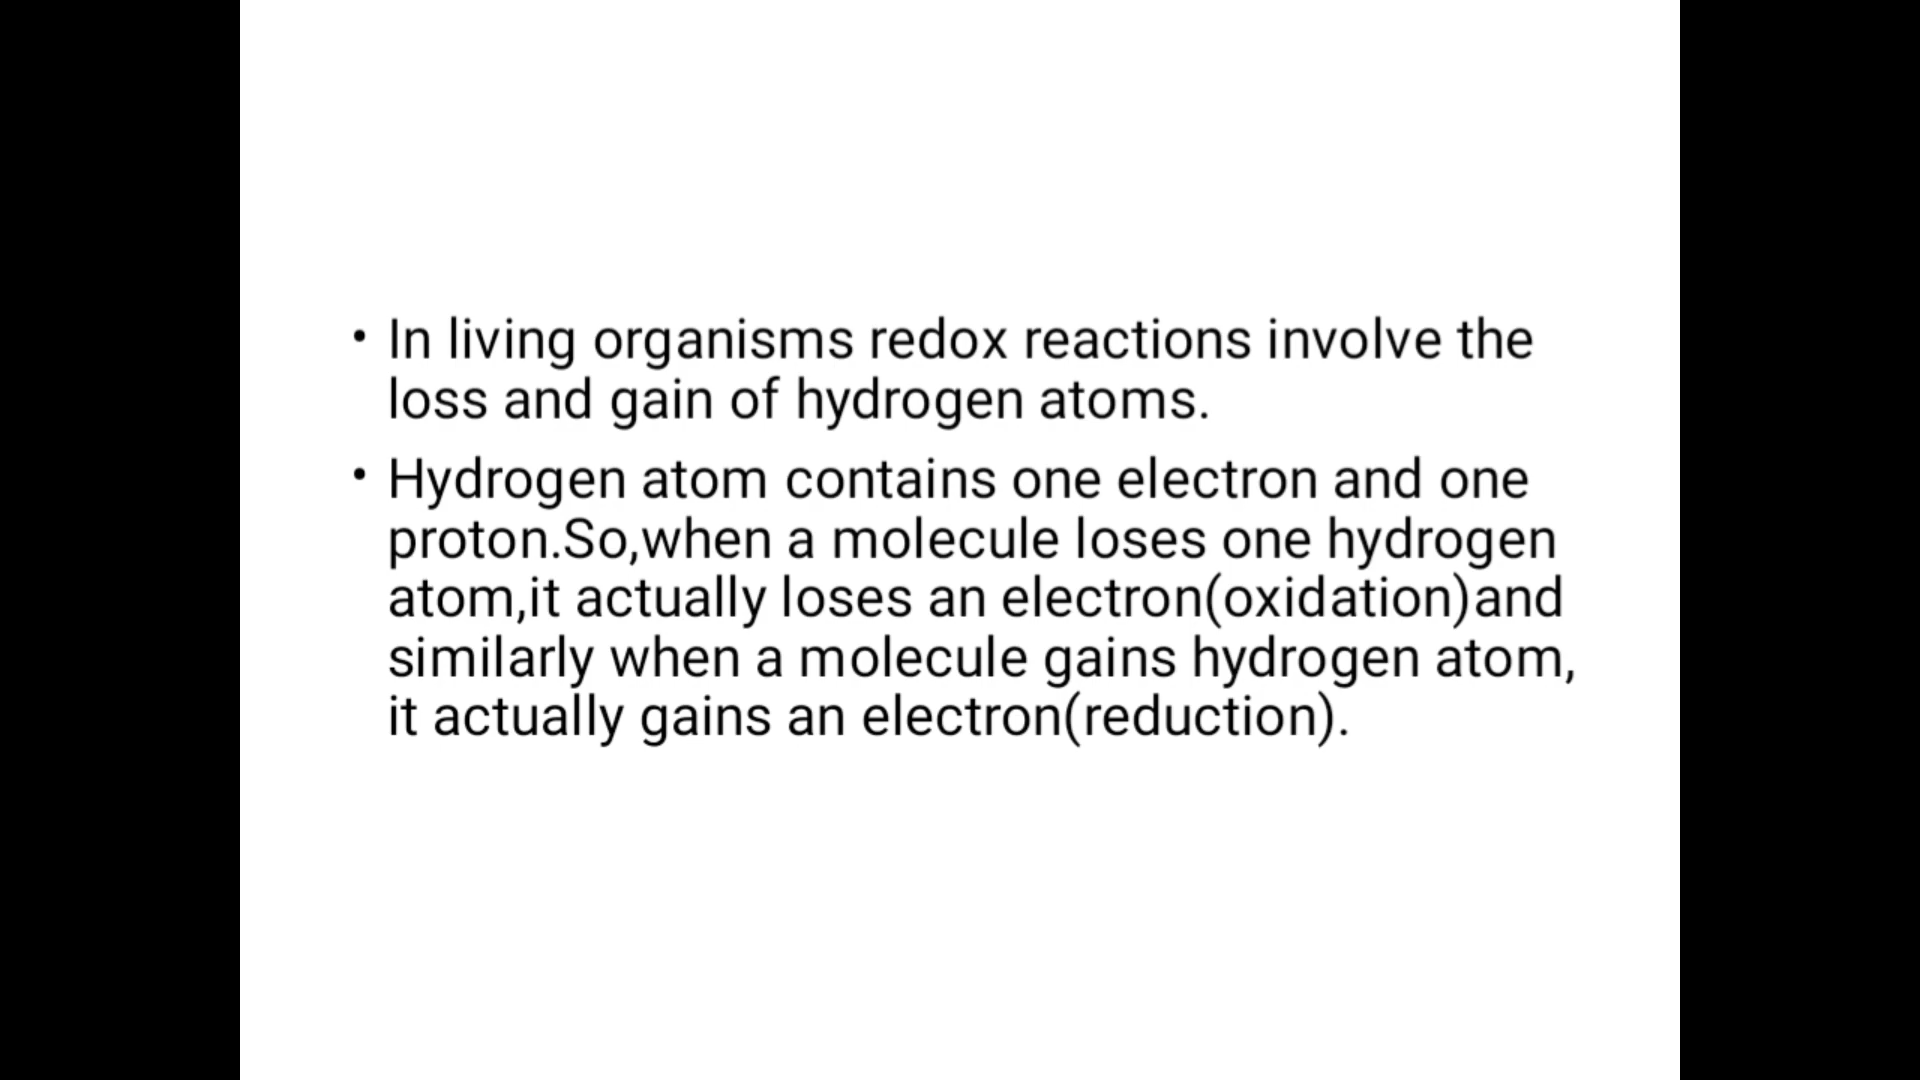 • In living organisms redox reactions involve the
loss and gain of hydrogen atoms.
• Hydrogen atom contains one electron and one
proton.So,when a molecule loses one hydrogen
atom,it actually loses an electron(oxidation)and
similarly when a molecule gains hydrogen atom,
it actually gains an electron(reduction).